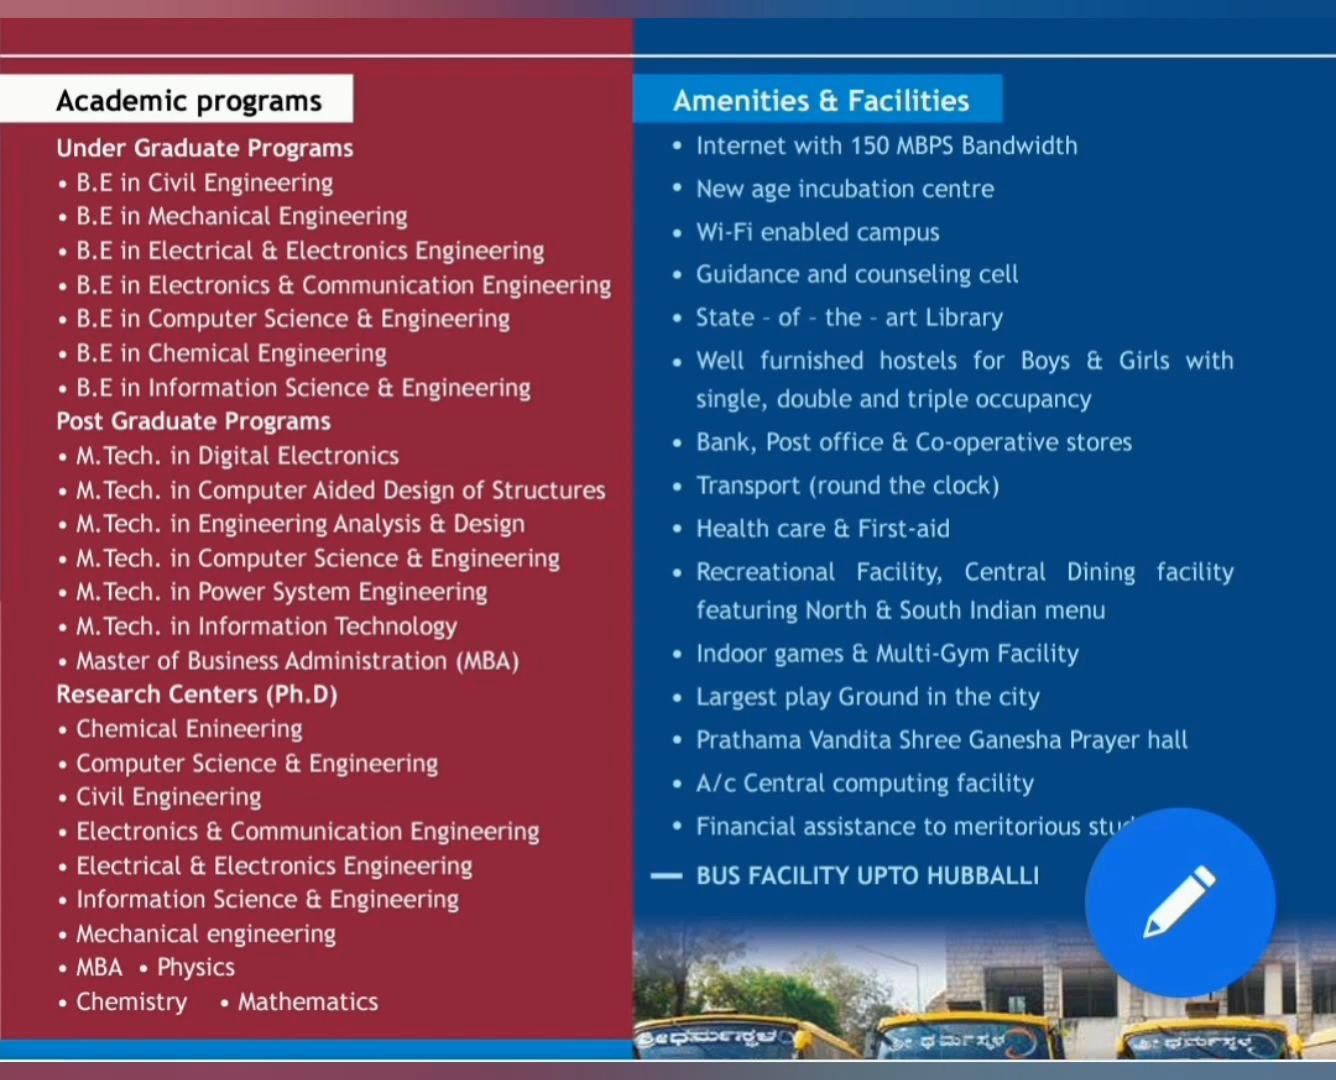 Academic programs
Under Graduate Programs
• B.E in Civil Engineering
• B.E in Mechanical Engineering
• B.E in Electrical & Electronics Engineering
• B.E in Electronics & Communication Engineering
• B.E in Computer Science & Engineering
• B.E in Chemical Engineering
• B.E in Information Science & Engineering
Post Graduate Programs
• M.Tech. in Digital Electronics
• M.Tech. in Computer Aided Design of Structures
• M.Tech. in Engineering Analysis & Design
• M.Tech. in Computer Science & Engineering
• M.Tech. in Power System Engineering
• M.Tech. in Information Technology
• Master of Business Administration (MBA)
Research Centers (Ph.D)
• Chemical Enineering
• Computer Science & Engineering
• Civil Engineering
• Electronics & Communication Engineering
• Electrical & Electronics Engineering
• Information Science & Engineering
• Mechanical engineering
• MBA • Physics
• Chemistry • Mathematics
Amenities & Facilities
• Internet with 150 MBPS Bandwidth
• New age incubation centre
• Wi-Fi enabled campus
• Guidance and counseling cell
• State - of - the - art Library
• Well furnished hostels for Boys & Girls with
single, double and triple occupancy
• Bank, Post office & Co-operative stores
• Transport (round the clock)
• Health care & First-aid
• Recreational Facility, Central Dining facility
featuring North & South Indian menu
• Indoor games & Multi-Gym Facility
• Largest play Ground in the city
• Prathama Vandita Shree Ganesha Prayer hall
• A/c Central computing facility
• Financial assistance to meritorious
— BUS FACILITY UPTO HUBBALLI
ಶ್ರೀ ಧರ್ಮಸ್ಥಳ
ಶ್ರೀ ಧರ್ಮಸ್ಥಳ
ಶ್ರೀ ಧರ್ಮಸ್ಥಳ